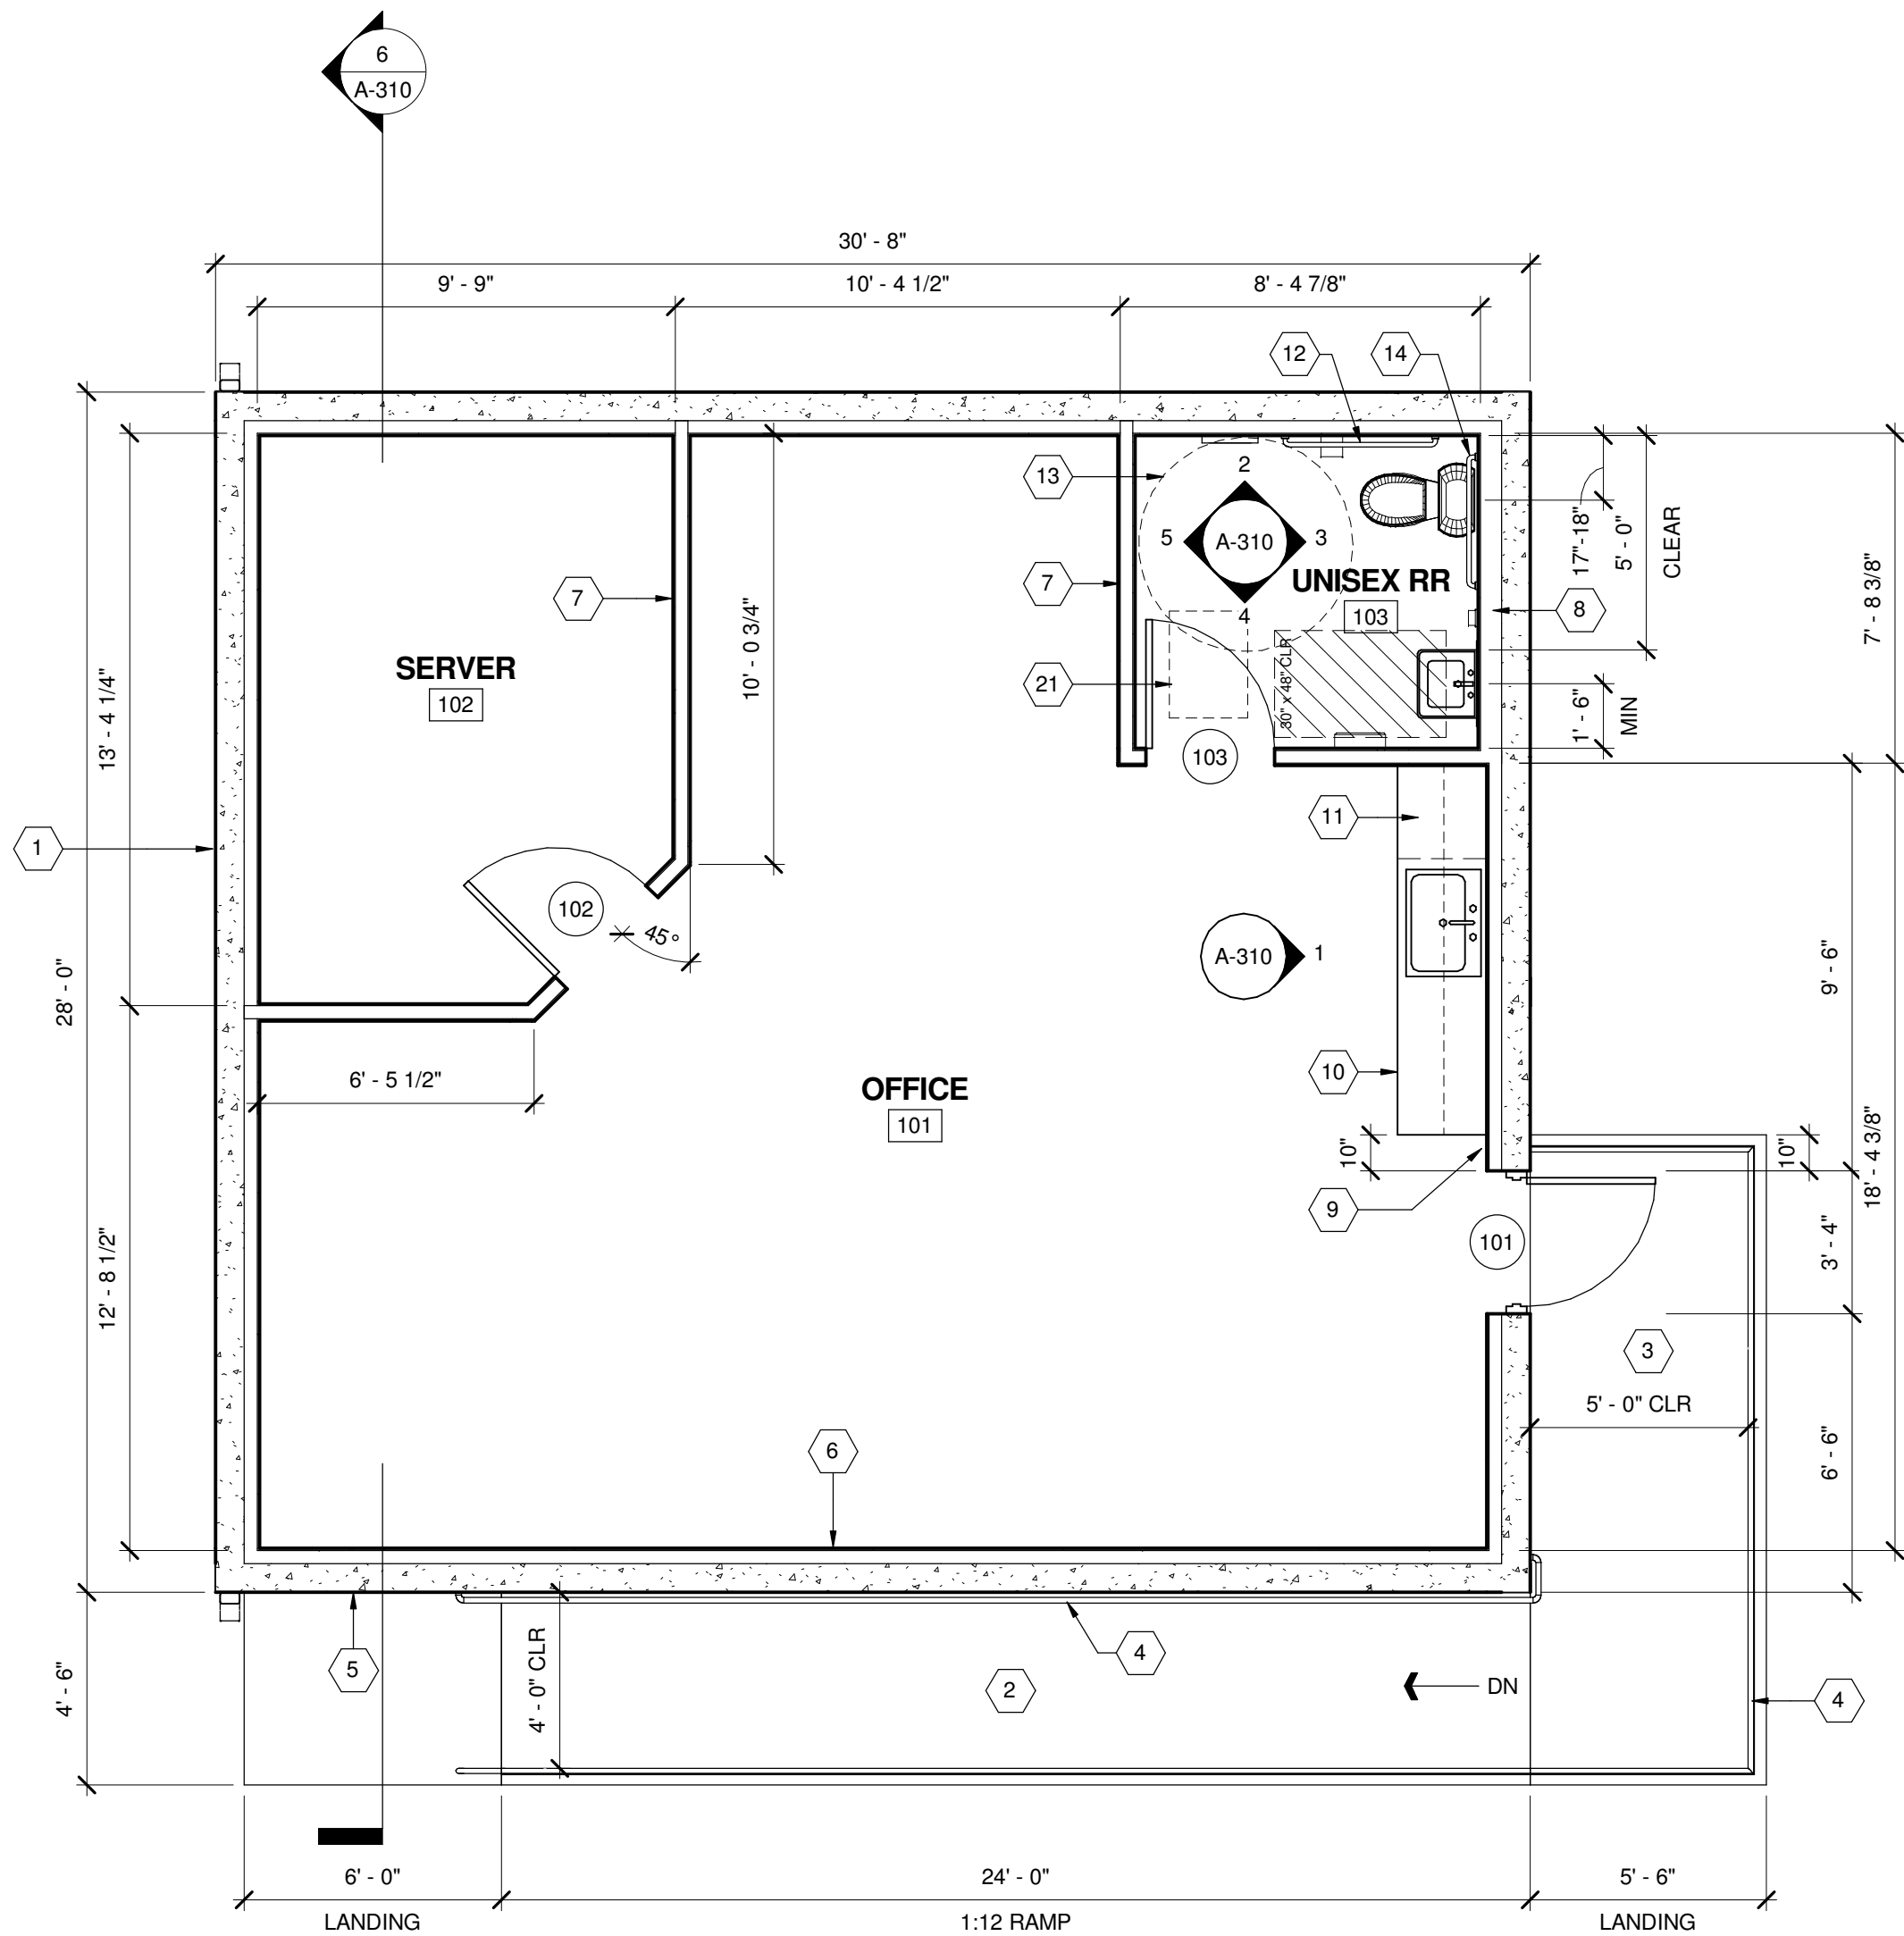 6
A-310
30' - 8"
9' - 9"
10' - 4 1/2"
8' - 4 7/8"
12
14
13
2
5
A-310
3
4
UNISEX RR
103
17"-18"
5' - 0"
CLEAR
7' - 8 3/8"
7
7
8
10' - 0 3/4"
SERVER
102
21
30" x 48" CLR
1' - 6"
MIN
13' - 4 1/4"
103
11
1
102
45°
A-310
1
28' - 0"
9' - 6"
10
6' - 5 1/2"
OFFICE
101
10"
10"
18' - 4 3/8"
9
101
3' - 4"
12' - 8 1/2"
3
5' - 0" CLR
6
6' - 6"
5
4
4' - 0" CLR
2
DN
4
4' - 6"
6' - 0"
24' - 0"
5' - 6"
LANDING
1:12 RAMP
LANDING